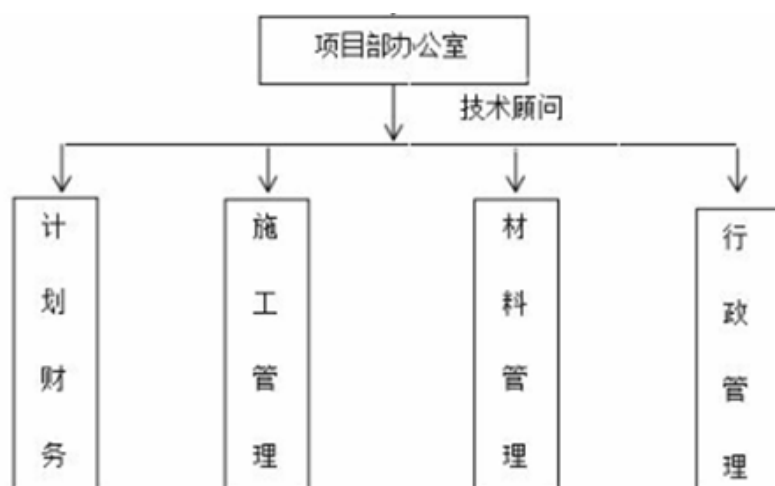 项目部办公室
技术顾问
计划财务
施工管理
材料管理
行政管理